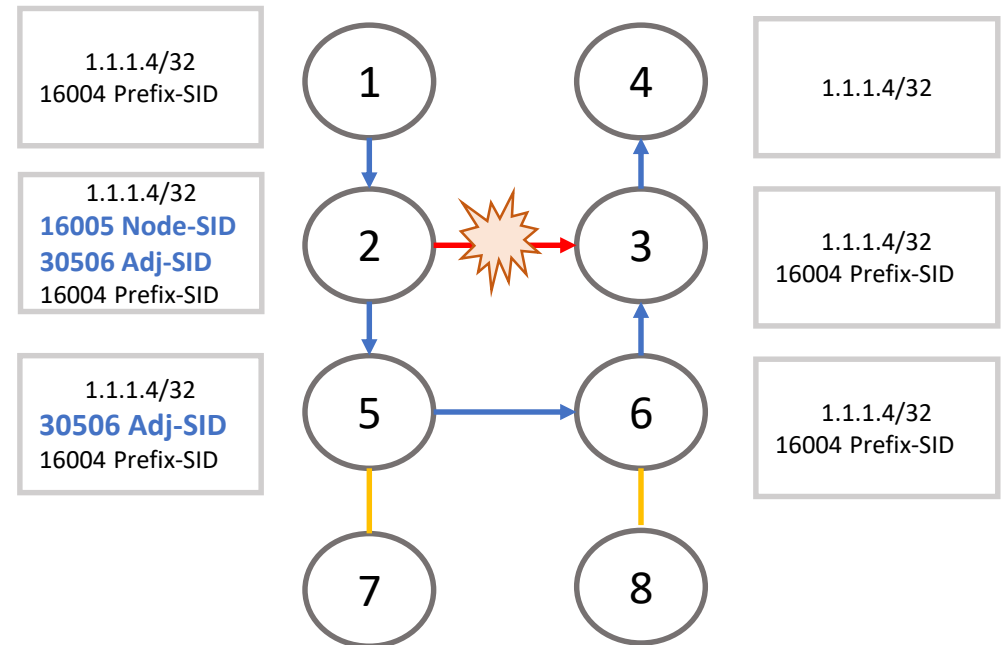 1.1.1.4/32
16004 Prefix-SID
1
4
1.1.1.4/32
1.1.1.4/32
16005 Node-SID
30506 Adj-SID
16004 Prefix-SID
2
3
1.1.1.4/32
16004 Prefix-SID
1.1.1.4/32
30506 Adj-SID
16004 Prefix-SID
5
6
1.1.1.4/32
16004 Prefix-SID
7
8